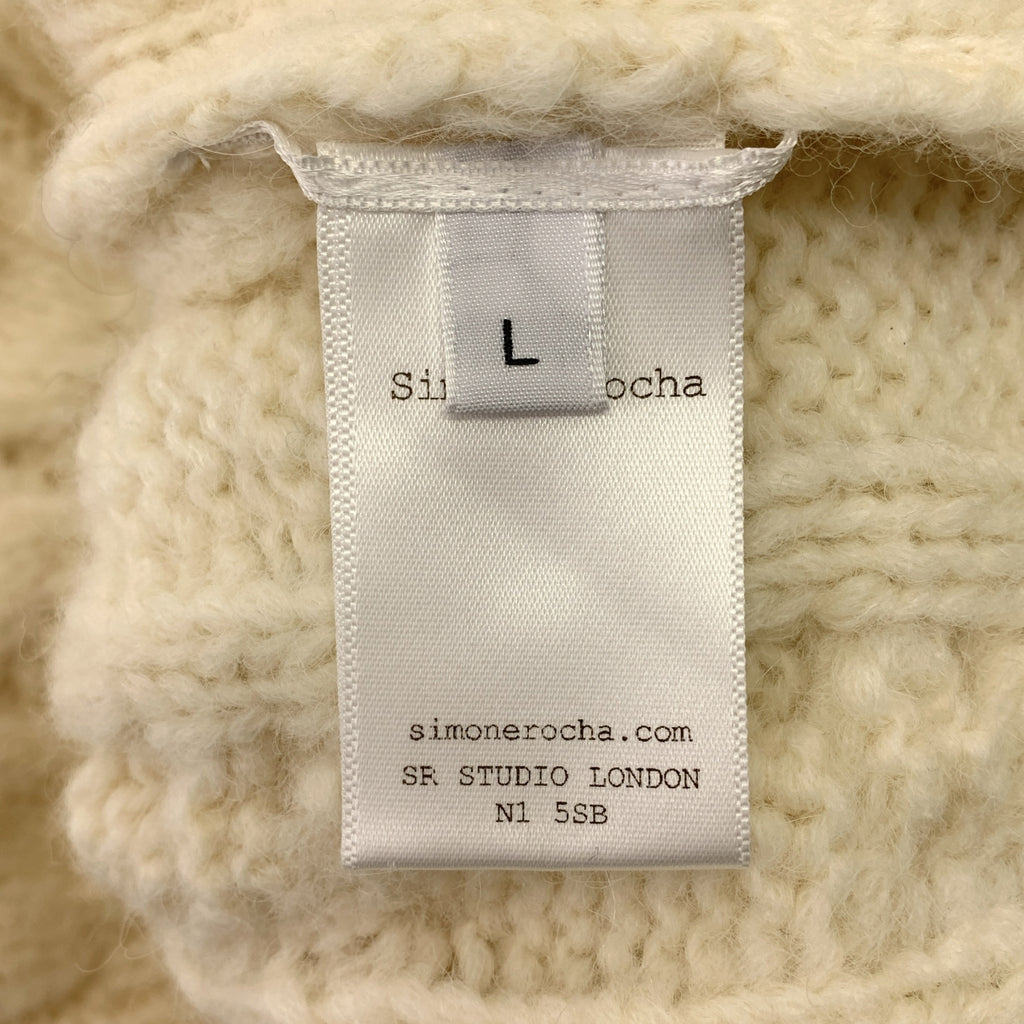 L
Si ocha
simonerocha.com
SR STUDIO LONDON
N1 5SB